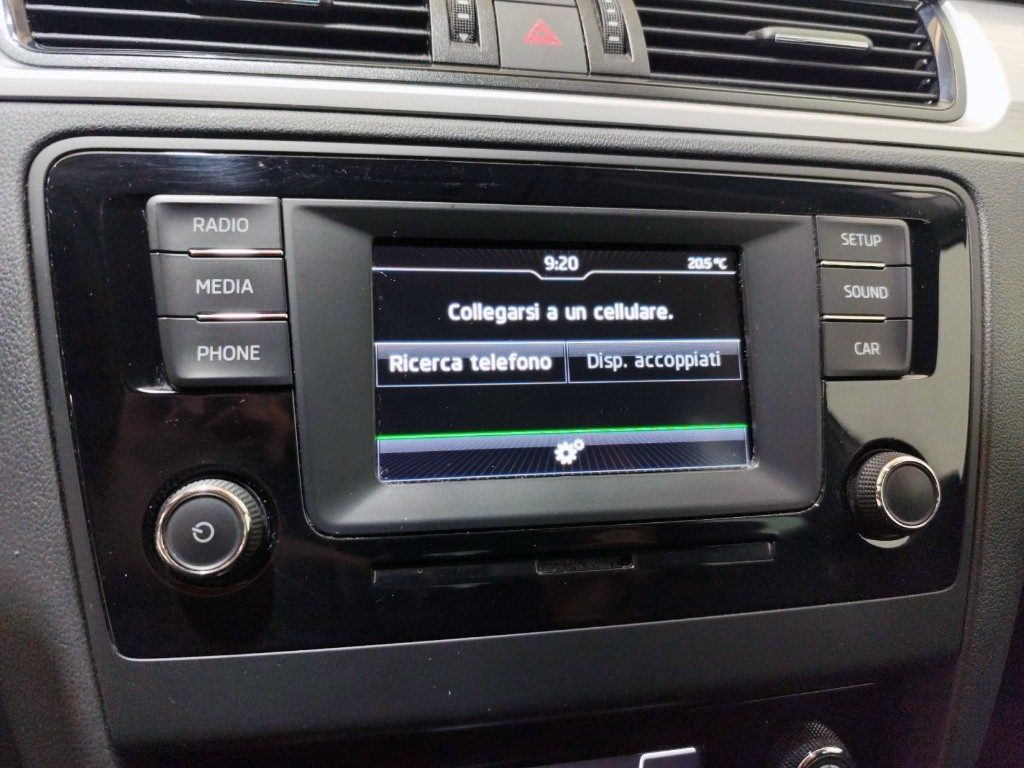 RADIO
MEDIA
PHONE
9:20
20.5 °C
Collegarsi a un cellulare.
Ricerca telefono
Disp. accoppiati
SETUP
SOUND
CAR